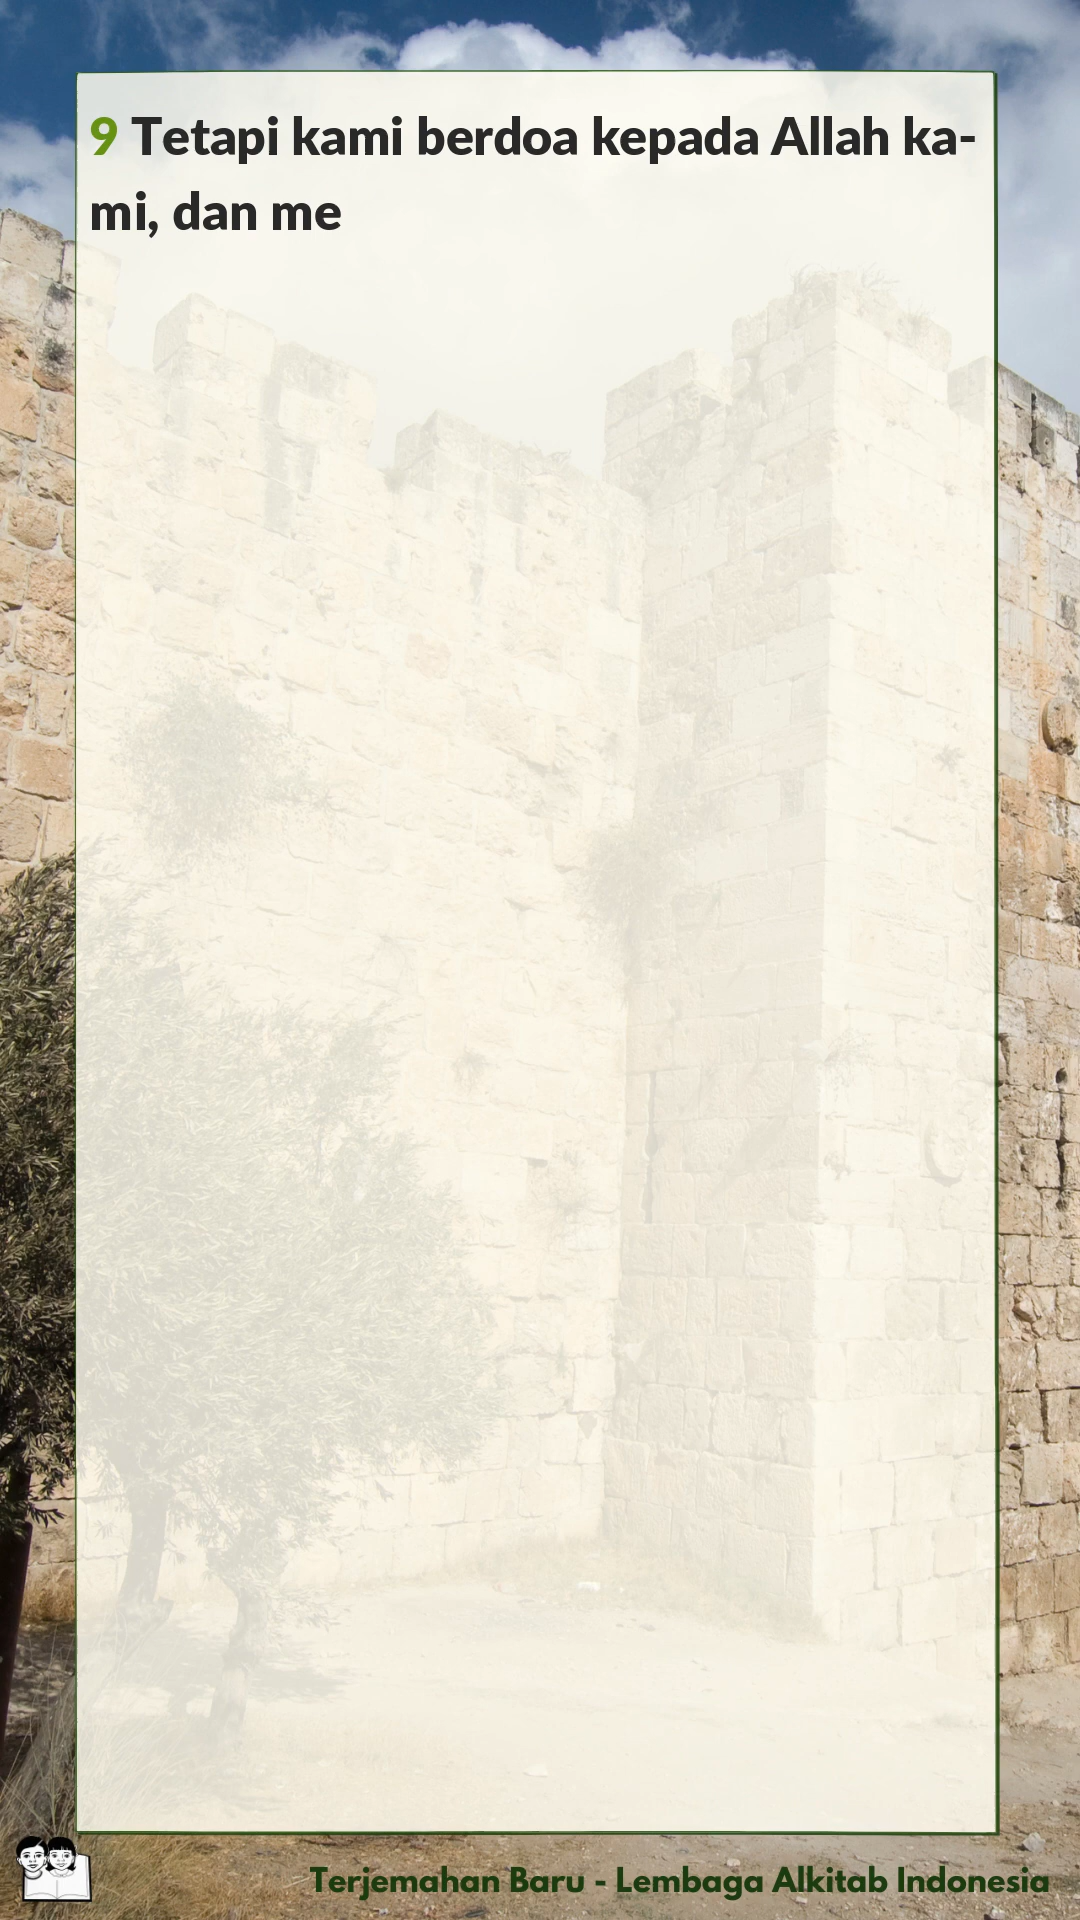 9 Tetapi kami berdoa kepada Allah ka-
mi, dan me
Terjemahan Baru - Lembaga Alkitab Indonesia